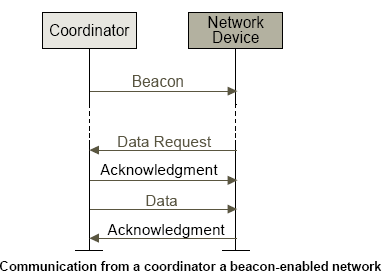 Coordinator
Network
Device
Beacon
Data Request
Acknowledgment
Data
Acknowledgment
Communication from a coordinator a beacon-enabled network